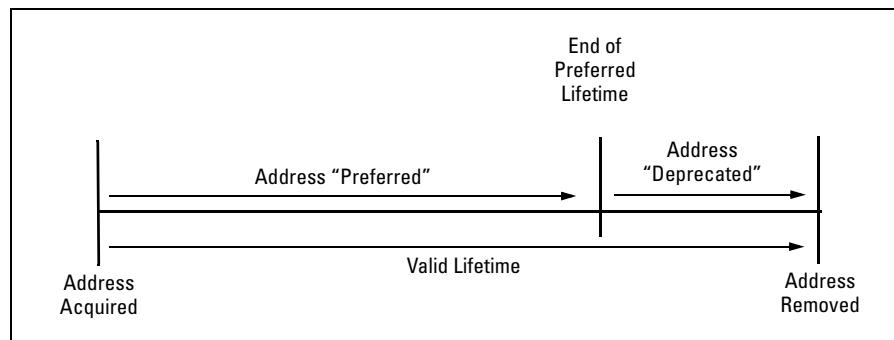 End of
Preferred
Lifetime
Address “Preferred”
Address
“Deprecated”
Valid Lifetime
Address
Acquired
Address
Removed